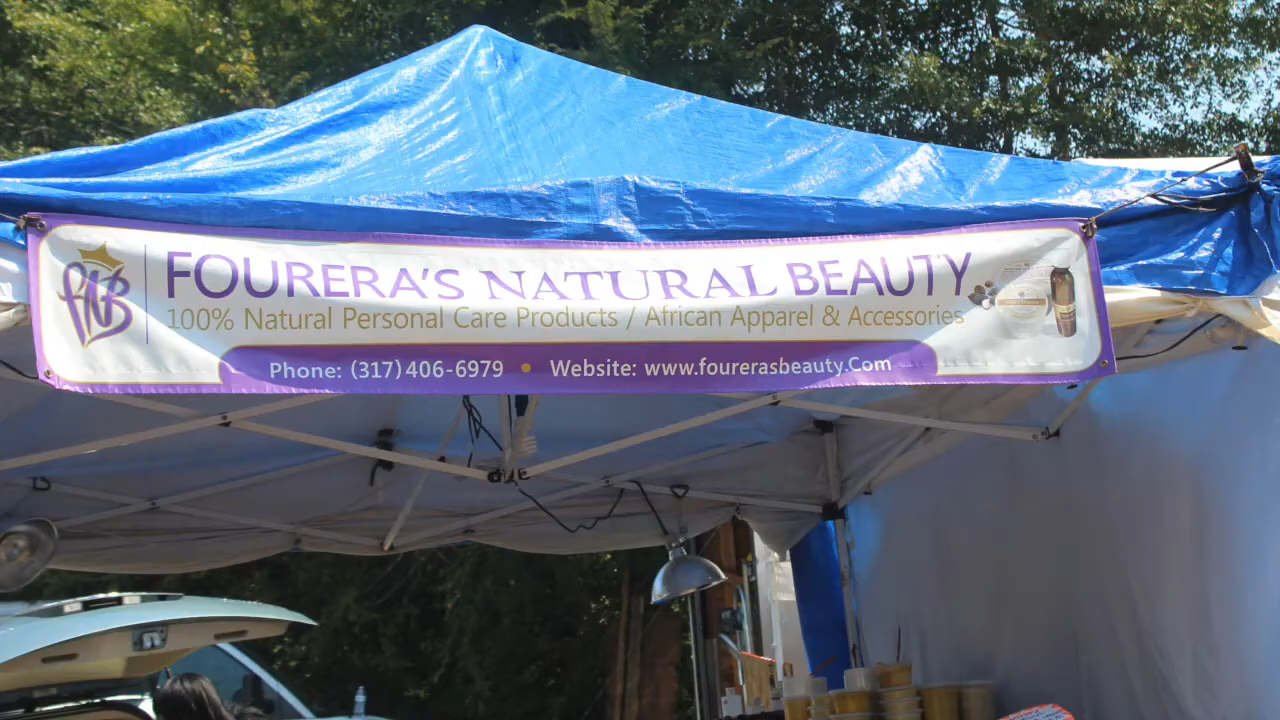 FNB
FOURERA'S NATURAL BEAUTY
100% Natural Personal Care Products / African Apparel & Accessories
Phone: (317) 406-6979 • Website: www.fourerasbeauty.Com